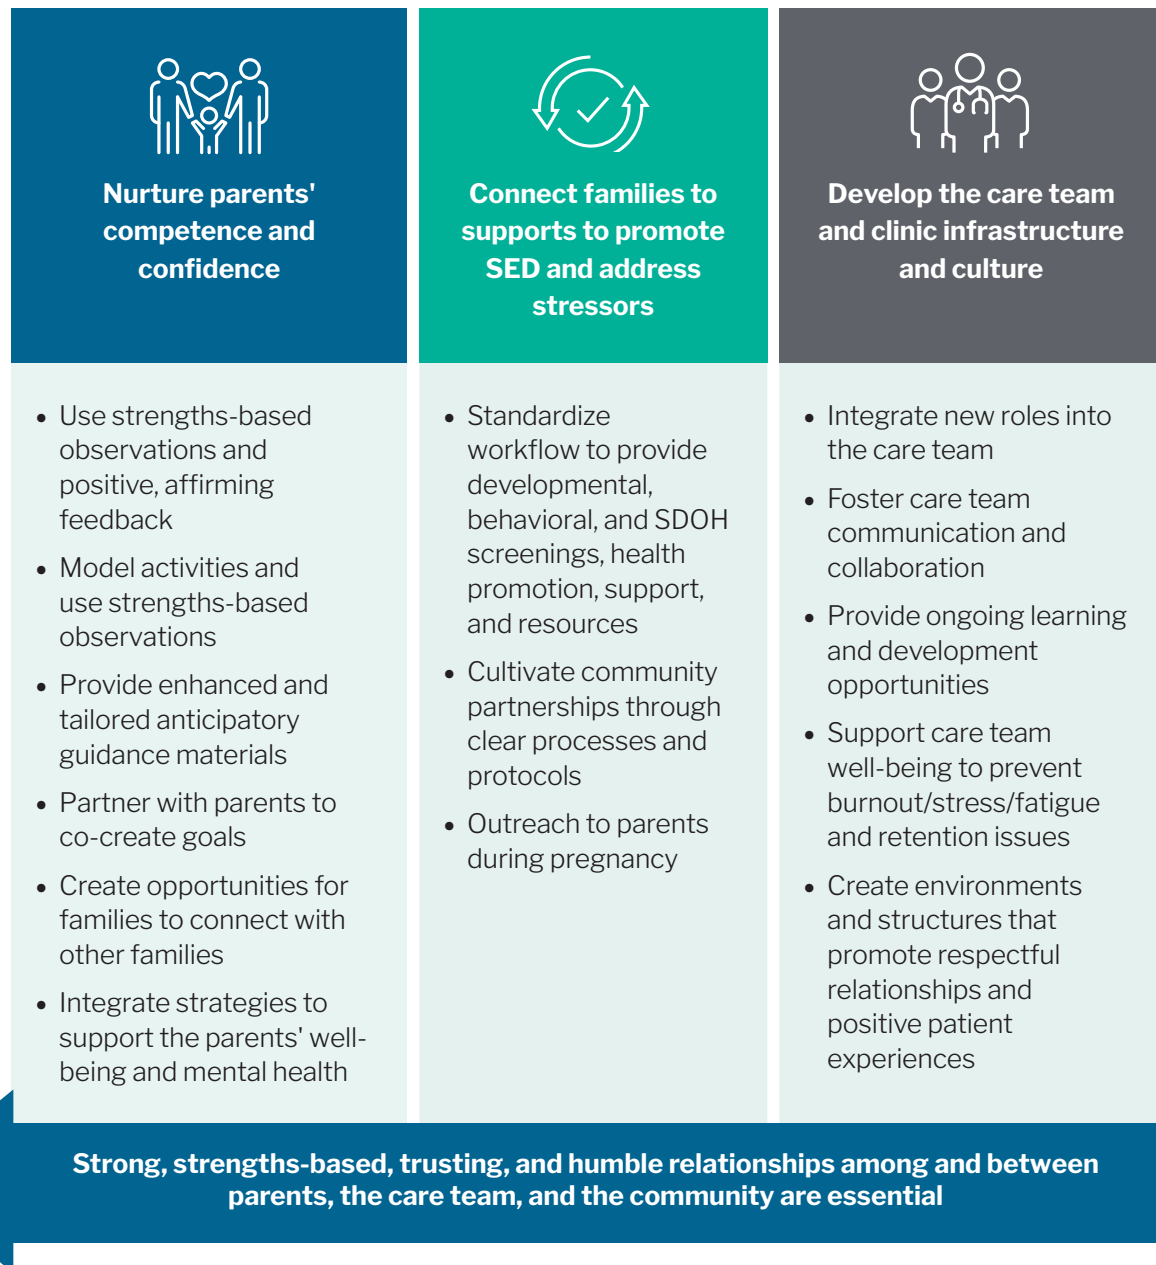 Nurture parents'
competence and
confidence
Connect families to
supports to promote
SED and address
stressors
Develop the care team
and clinic infrastructure
and culture
• Use strengths-based
observations and
positive, affirming
feedback
• Model activities and
use strengths-based
observations
• Provide enhanced and
tailored anticipatory
guidance materials
• Partner with parents to
co-create goals
• Create opportunities for
families to connect with
other families
• Integrate strategies to
support the parents' well-
being and mental health
• Standardize
workflow to provide
developmental,
behavioral, and SDOH
screenings, health
promotion, support,
and resources
• Cultivate community
partnerships through
clear processes and
protocols
• Outreach to parents
during pregnancy
• Integrate new roles into
the care team
• Foster care team
communication and
collaboration
• Provide ongoing learning
and development
opportunities
• Support care team
well-being to prevent
burnout/stress/fatigue
and retention issues
• Create environments
and structures that
promote respectful
relationships and
positive patient
experiences
Strong, strengths-based, trusting, and humble relationships among and between
parents, the care team, and the community are essential